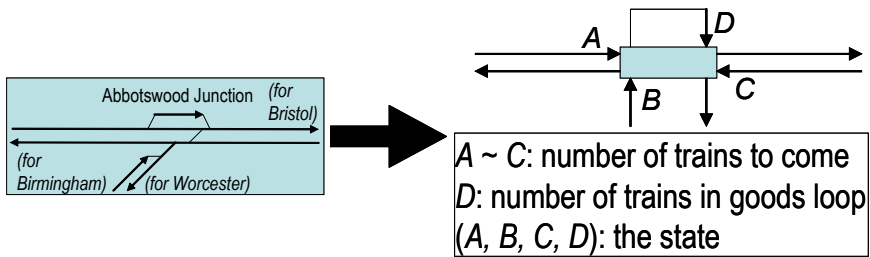 Abbotswood Junction
(for
Bristol)
(for
Birmingham)
(for Worcester)
A
B
C
D
A ~ C: number of trains to come
D: number of trains in goods loop
(A, B, C, D): the state